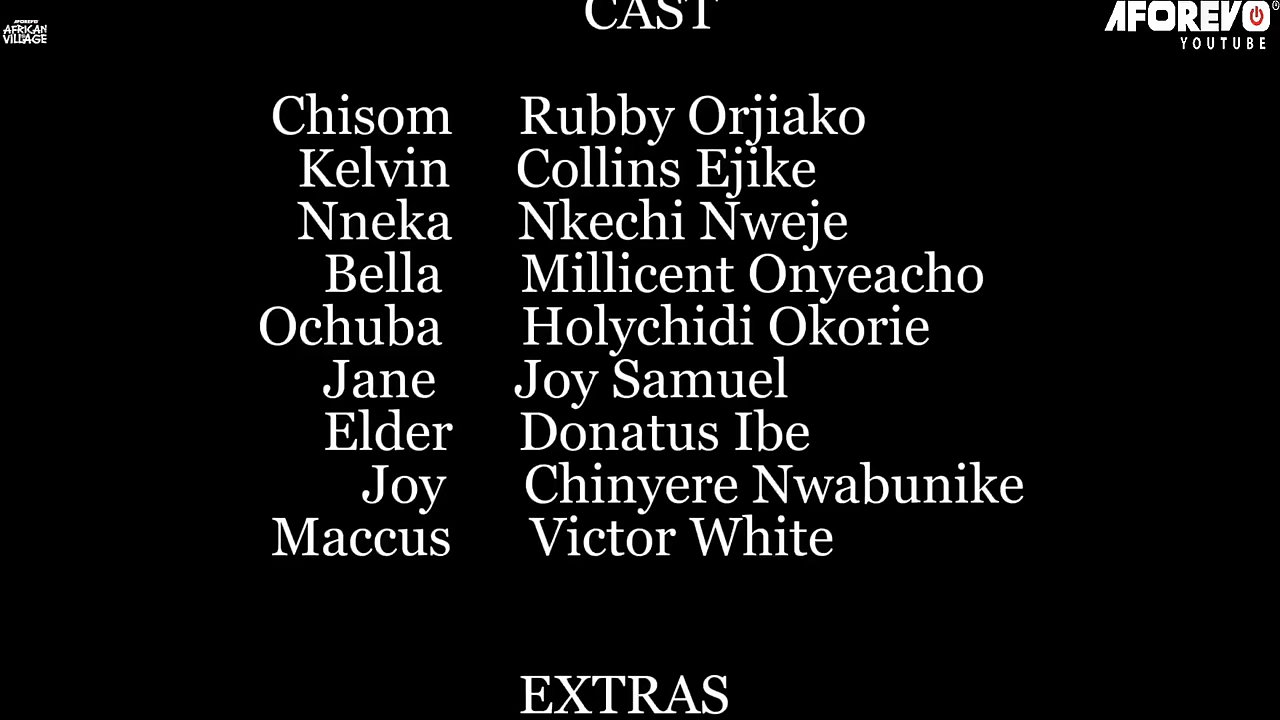 CAST
AFOREVO
AFRICAN
VILLAGE
AFOREVO
YOUTUBE
Chisom Rubby Orjiako
Kelvin Collins Ejike
Nneka Nkechi Nweje
Bella Millicent Onyeacho
Ochuba Holychidi Okorie
Jane Joy Samuel
Elder Donatus Ibe
Joy Chinyere Nwabunike
Maccus Victor White
EXTRAS